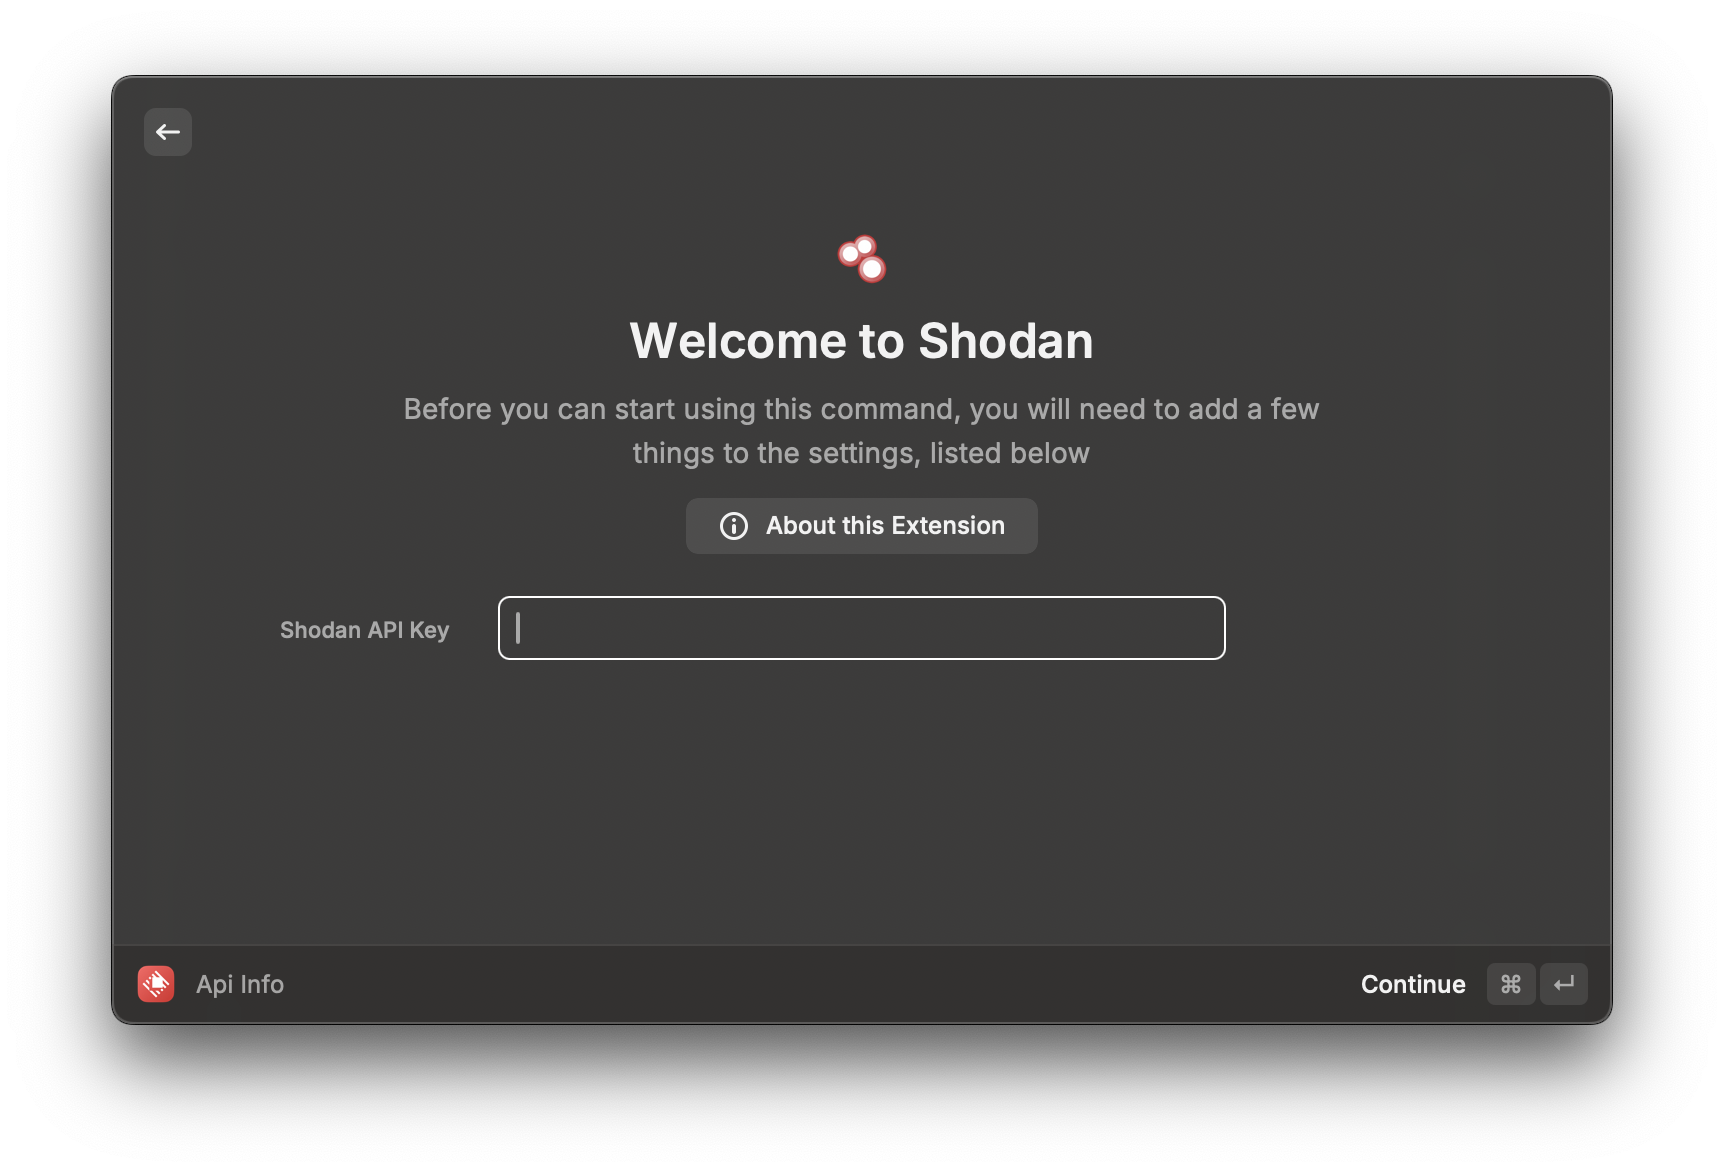 Welcome to Shodan
Before you can start using this command, you will need to add a few
things to the settings, listed below
About this Extension
Shodan API Key
Api Info
Continue ⌘ ↵